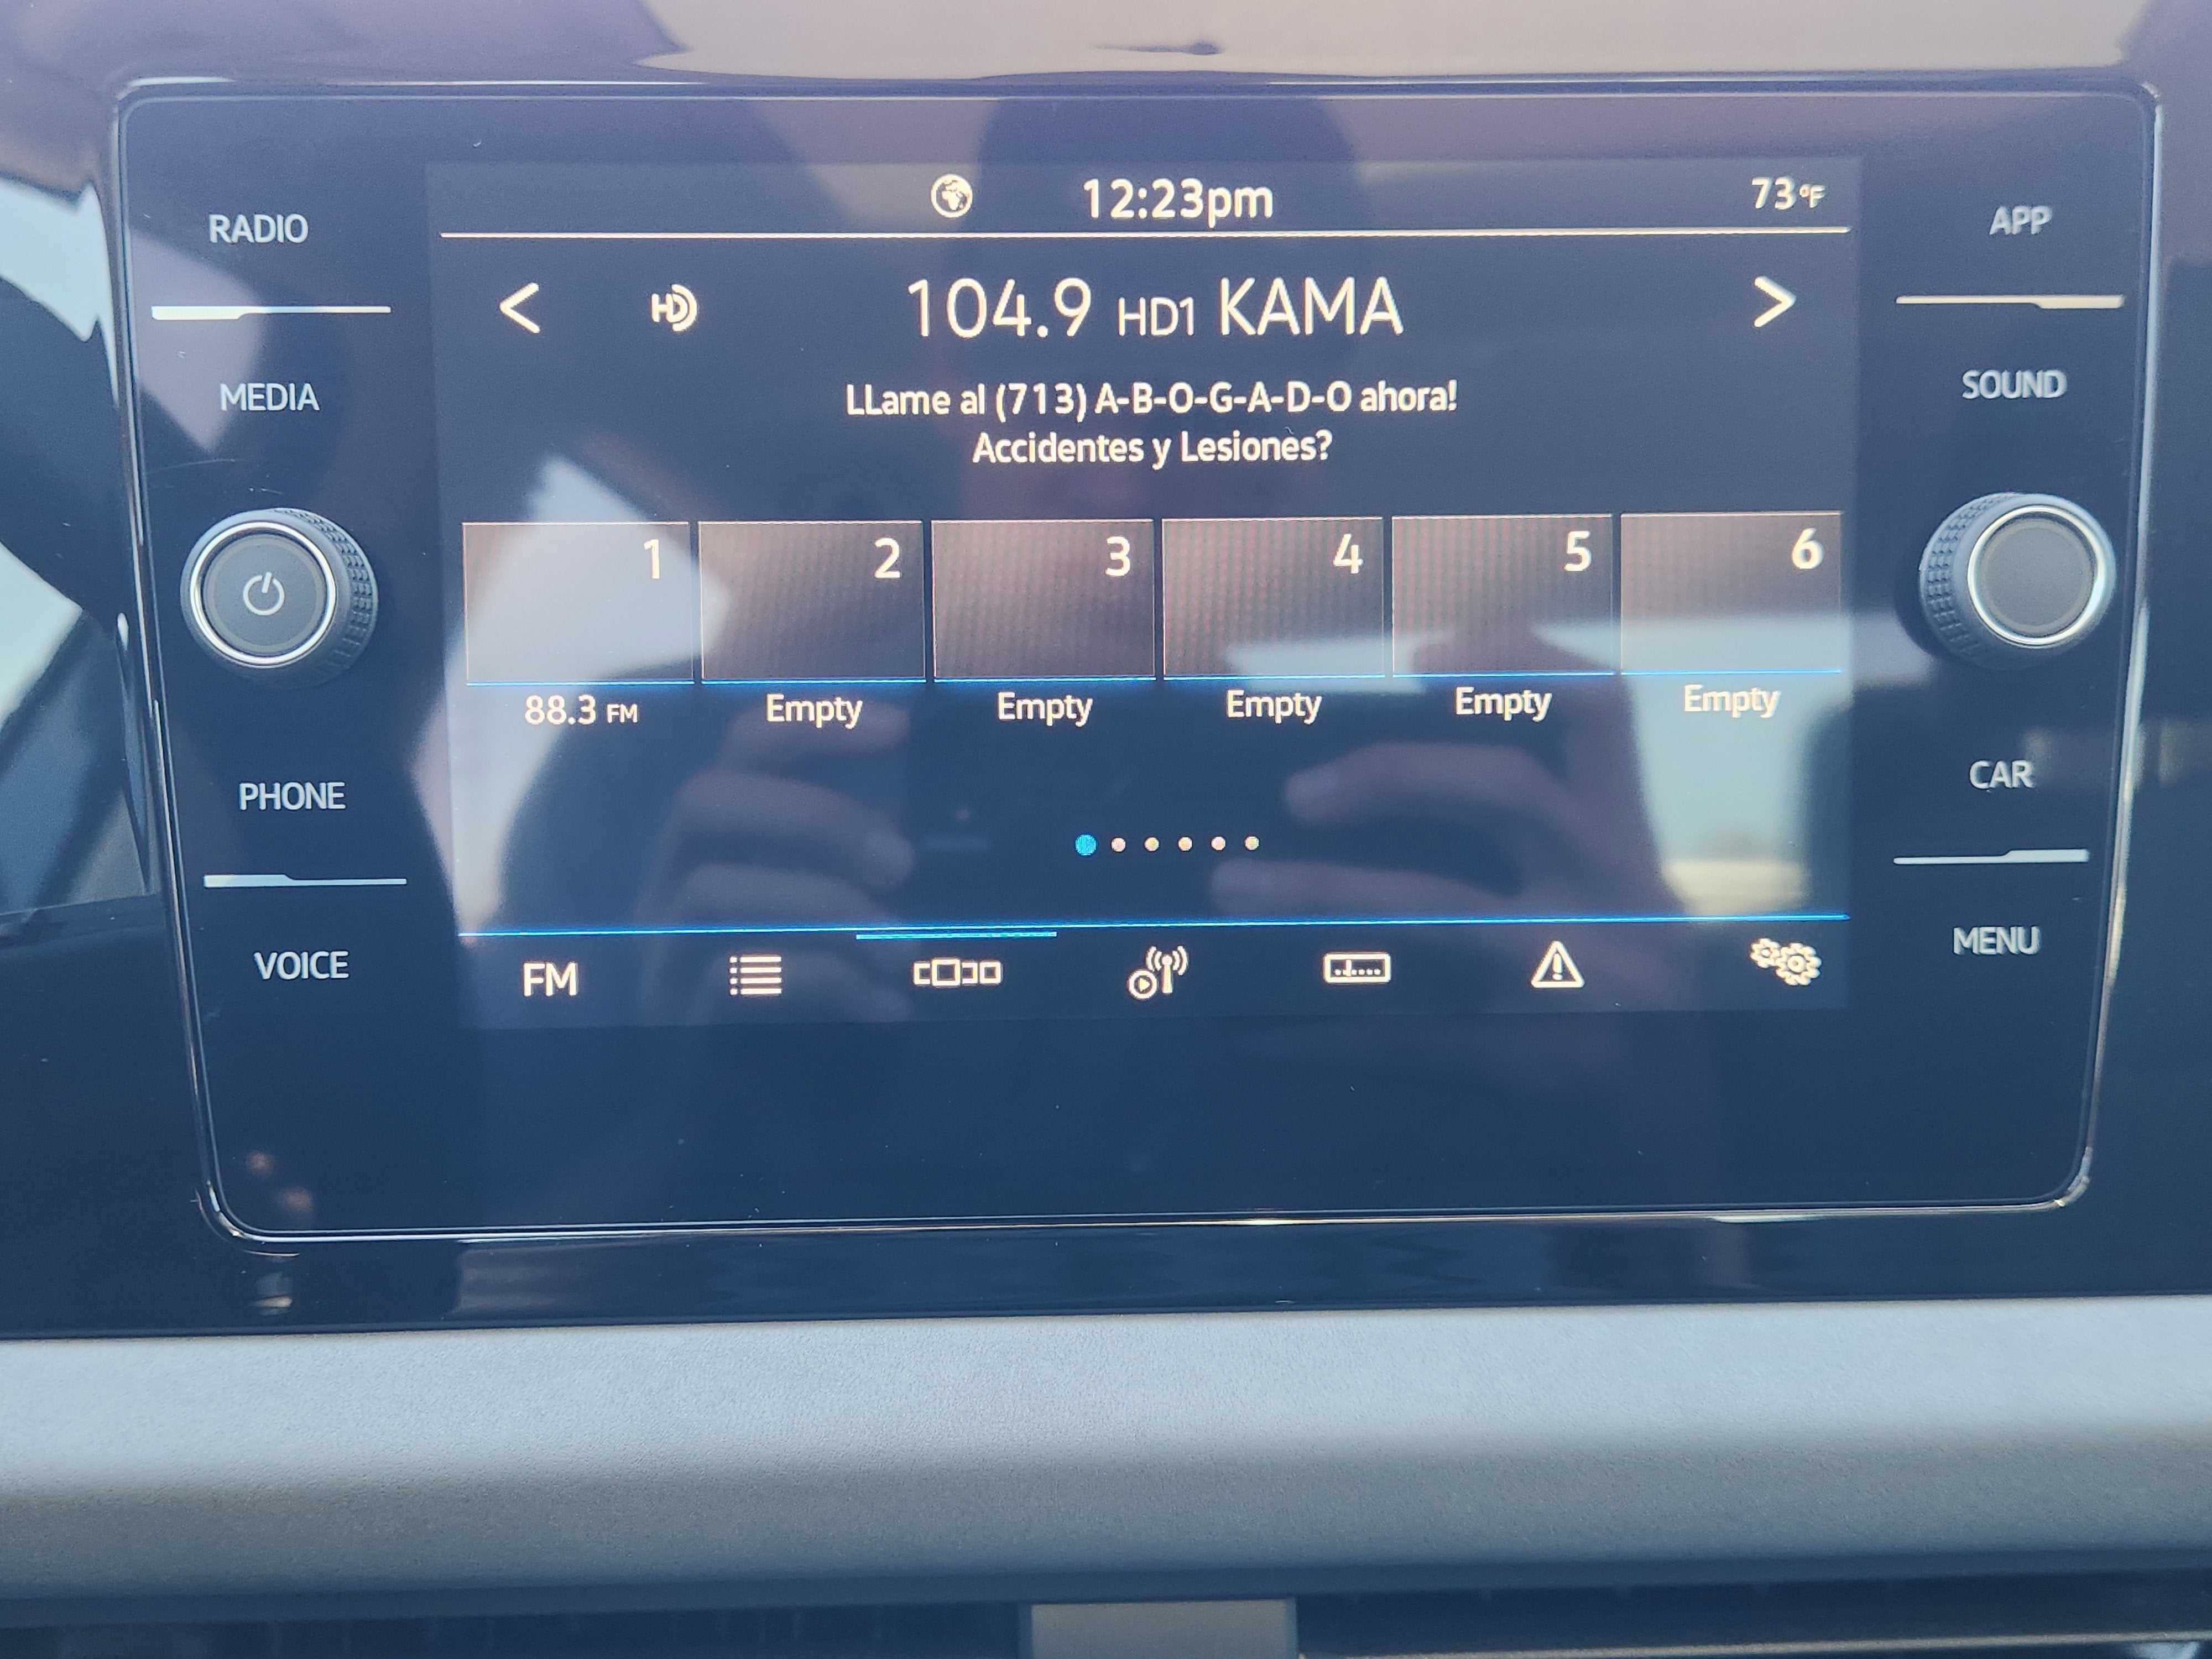 12:23pm
73°F
RADIO
APP
HD
104.9 HD1 KAMA
MEDIA
SOUND
LLame al (713) A-B-O-G-A-D-O ahora!
Accidentes y Lesiones?
1 2 3 4 5 6
88.3 FM Empty Empty Empty Empty Empty
PHONE
CAR
VOICE
MENU
FM